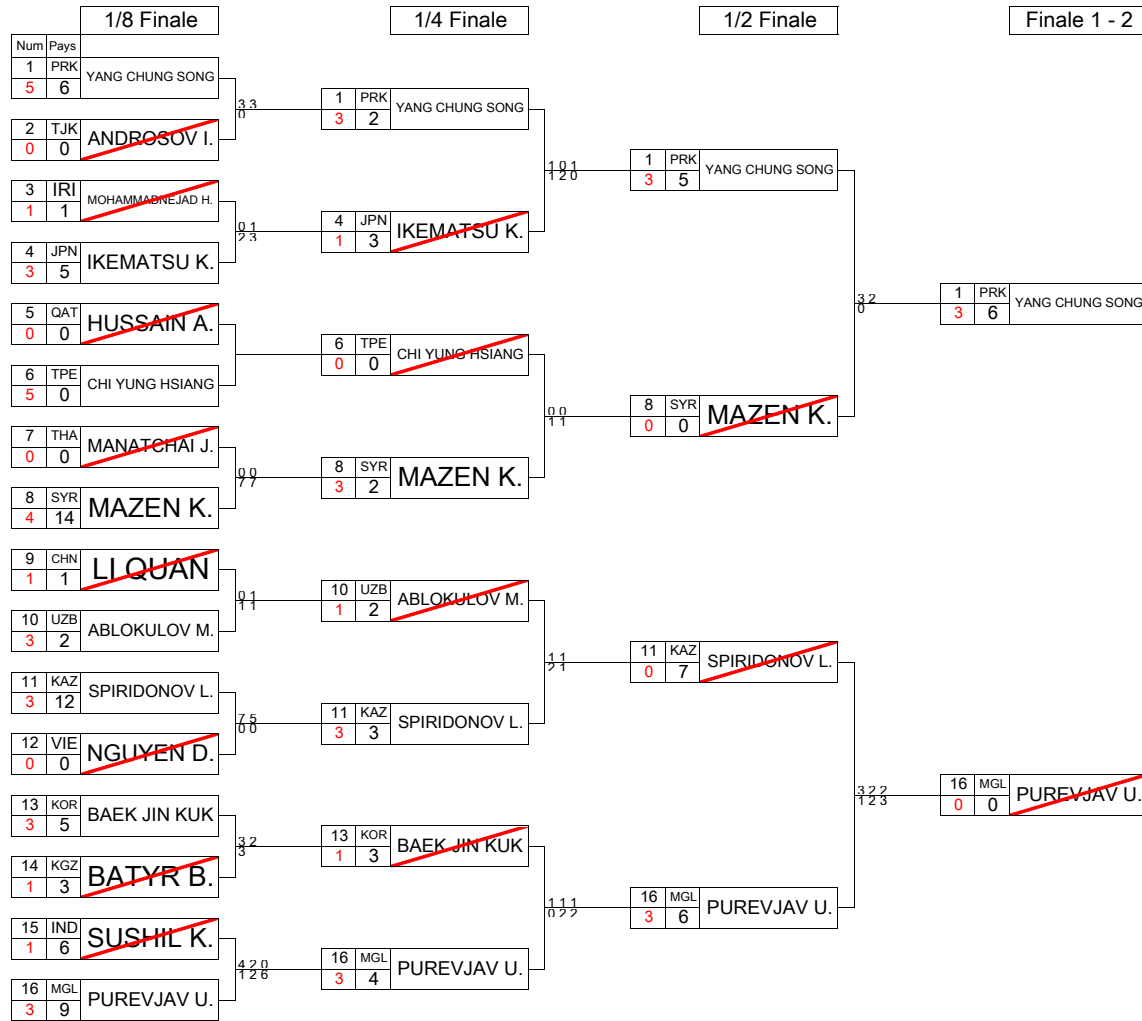 1/8 Finale 1/4 Finale 1/2 Finale Finale 1 - 2
Num Pays
1 PRK YANG CHUNG SONG
5 6
3 3
0
1 PRK YANG CHUNG SONG
3 2
2 TJK ANDROSOV I.
0 0
1 0 1
1 2 0
1 PRK YANG CHUNG SONG
3 5
3 IRI MOHAMMADNEJAD H.
1 1
0 1
2 3
4 JPN IKEMATSU K.
1 3
4 JPN IKEMATSU K.
3 5
3 2
0
1 PRK YANG CHUNG SONG
3 6
5 QAT HUSSAIN A.
0 0
6 TPE CHI YUNG HSIANG
0 0
6 TPE CHI YUNG HSIANG
5 0
0 0
1 1
8 SYR MAZEN K.
0 0
7 THA MANATCHAI J.
0 0
0 0
7 7
8 SYR MAZEN K.
3 2
8 SYR MAZEN K.
4 14
9 CHN LI QUAN
1 1
0 1
1 1
10 UZB ABLOKULOV M.
1 2
10 UZB ABLOKULOV M.
3 2
1 1
2 1
11 KAZ SPIRIDONOV L.
0 7
11 KAZ SPIRIDONOV L.
3 12
7 5
0 0
11 KAZ SPIRIDONOV L.
3 3
12 VIE NGUYEN D.
0 0
3 2 2
1 2 3
16 MGL PUREVJAV U.
0 0
13 KOR BAEK JIN KUK
3 5
3 2
3
13 KOR BAEK JIN KUK
1 3
14 KGZ BATYR B.
1 3
1 1 1
0 2 2
16 MGL PUREVJAV U.
3 6
15 IND SUSHIL K.
1 6
4 2 0
1 2 6
16 MGL PUREVJAV U.
3 4
16 MGL PUREVJAV U.
3 9